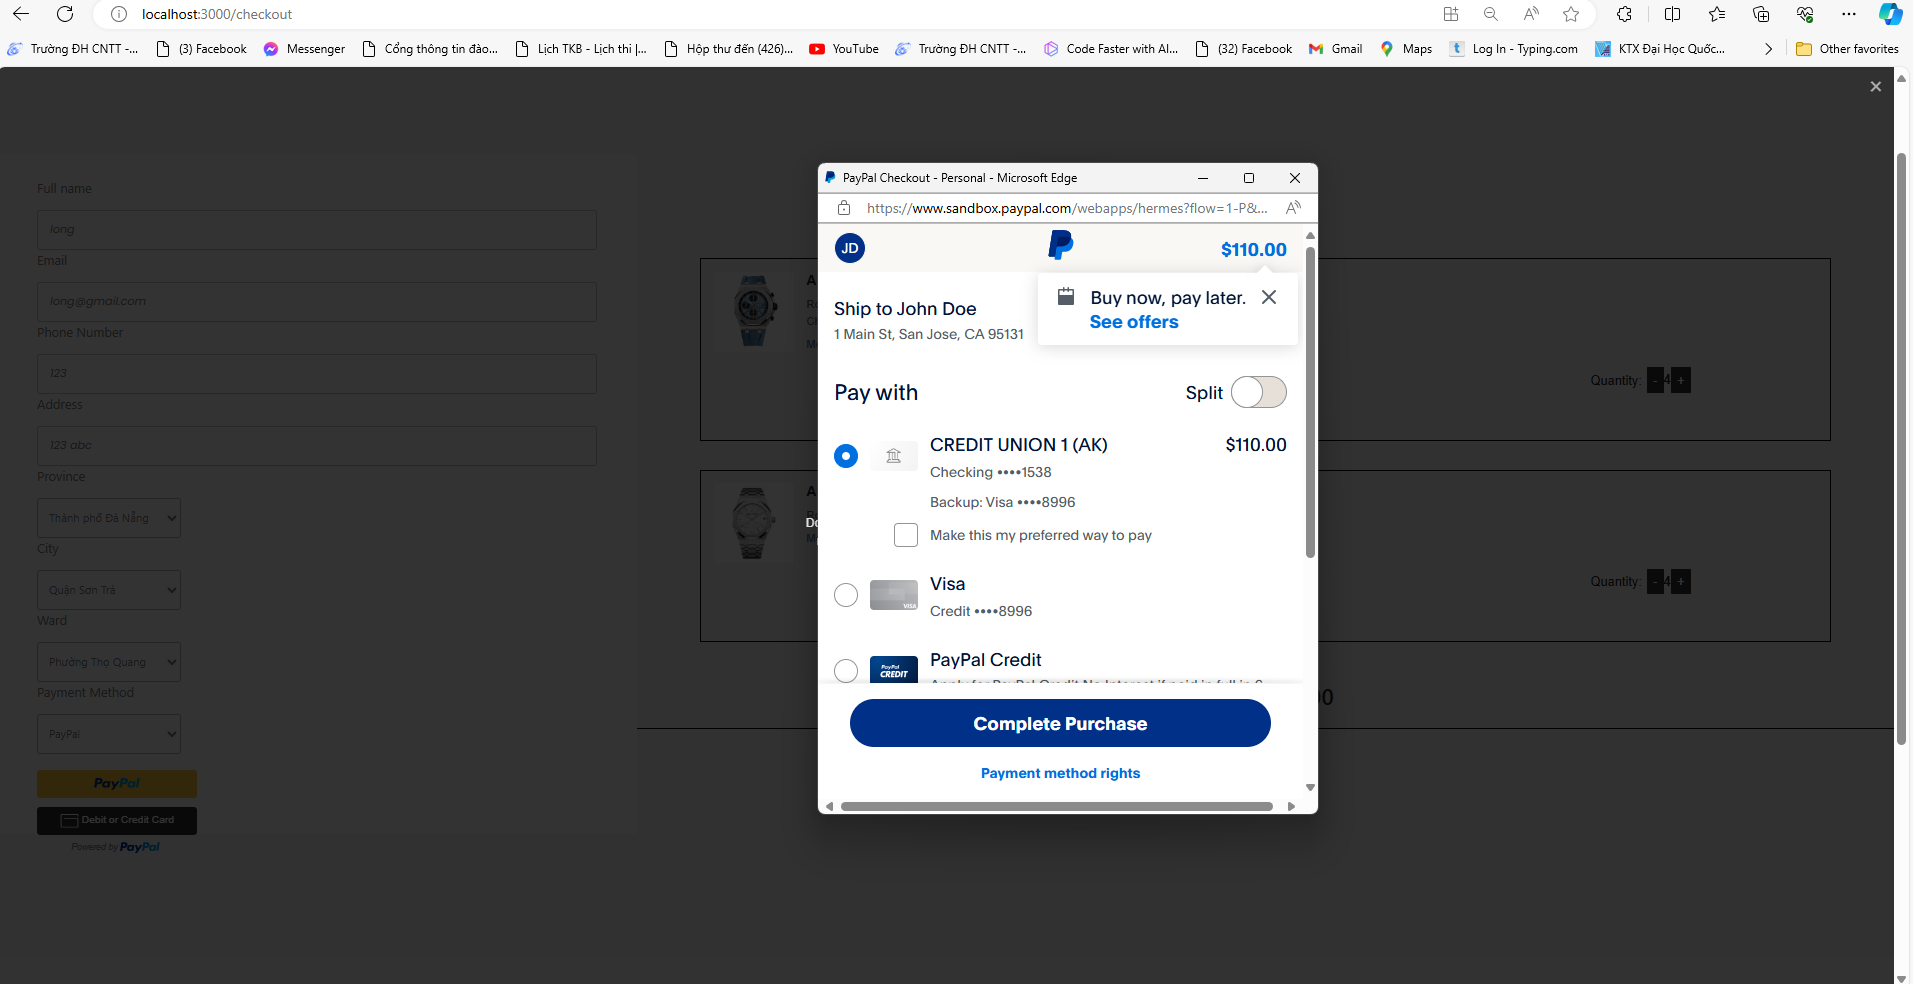 localhost:3000/checkout
Trường ĐH CNTT -...
(3) Facebook
Messenger
Cổng thông tin đào...
Lịch TKB - Lịch thi |...
Hộp thư đến (426)...
YouTube
Trường ĐH CNTT -...
Code Faster with AI...
(32) Facebook
Gmail
Maps
Log In - Typing.com
KTX Đại Học Quốc...
Other favorites
Full name
long
Email
long@gmail.com
Phone Number
123
Address
123 abc
Province
Thành phố Đà Nẵng
City
Quận Sơn Trà
Ward
Phường Thọ Quang
Payment Method
PayPal
PayPal
Debit or Credit Card
Powered by PayPal
PayPal Checkout - Personal - Microsoft Edge
https://www.sandbox.paypal.com/webapps/hermes?flow=1-P&...
JD
$110.00
Buy now, pay later.
See offers
Ship to John Doe
1 Main St, San Jose, CA 95131
Pay with
Split
CREDIT UNION 1 (AK)
$110.00
Checking ••••1538
Backup: Visa ••••8996
Make this my preferred way to pay
Visa
VISA
Credit ••••8996
PayPal Credit
PayPal
CREDIT
Complete Purchase
Payment method rights
Quantity: - 4 +
Quantity: - 4 +